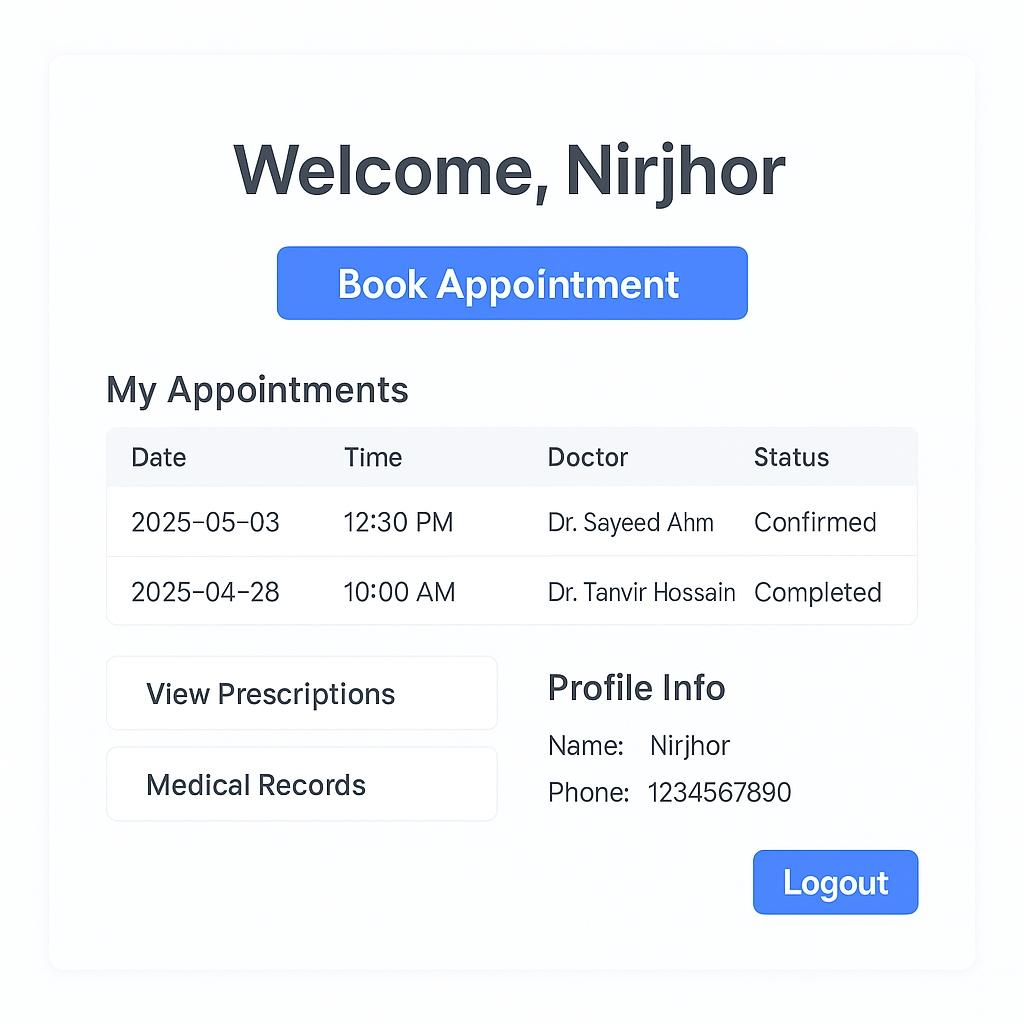 Welcome, Nirjhor
Book Appointment
My Appointments
Date Time Doctor Status
2025-05-03 12:30 PM Dr. Sayeed Ahm Confirmed
2025-04-28 10:00 AM Dr. Tanvir Hossain Completed
View Prescriptions
Medical Records
Profile Info
Name: Nirjhor
Phone: 1234567890
Logout